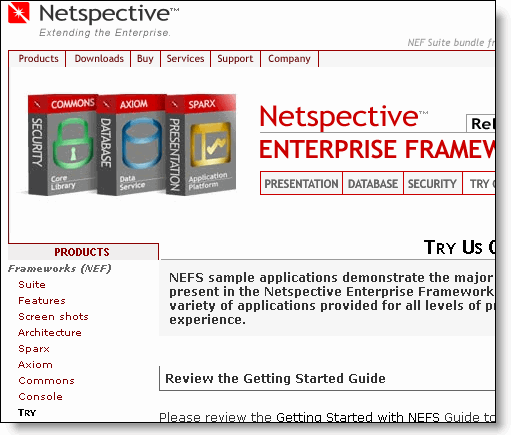 Netspective™
Extending the Enterprise.
NEF Suite bundle
Products Downloads Buy Services Support Company
COMMONS AXIOM SPARX
SECURITY DATABASE PRESENTATION
Core Library
Data Service
Application Platform
Netspective™
ENTERPRISE
PRESENTATION DATABASE SECURITY TRY
TRY US
PRODUCTS
Frameworks (NEF)
Suite
Features
Screen shots
Architecture
Sparx
Axiom
Commons
Console
TRY
NEFS sample applications demonstrate the major
present in the Netspective Enterprise Framework
variety of applications provided for all levels of
experience.
Review the Getting Started Guide
Please review the Getting Started with NEFS Guide to